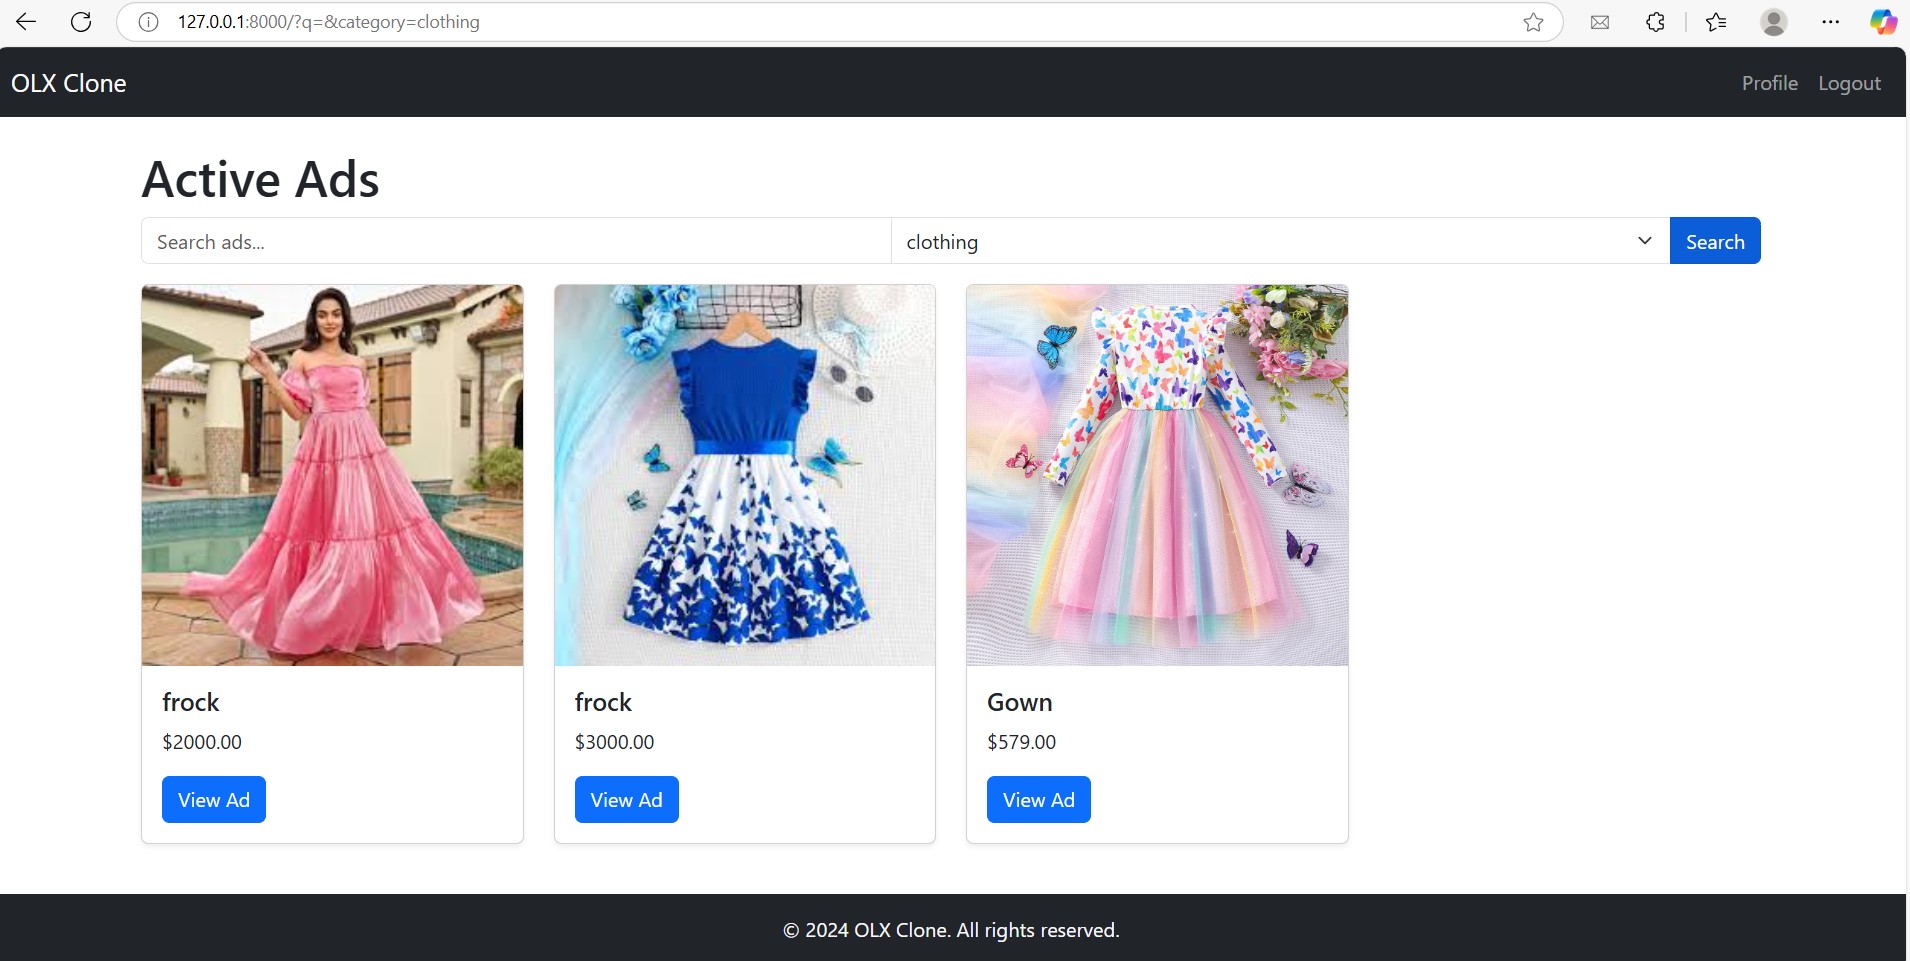 127.0.0.1:8000/?q=&category=clothing
OLX Clone
Profile Logout
Active Ads
Search ads...
clothing
Search
frock
$2000.00
View Ad
frock
$3000.00
View Ad
Gown
$579.00
View Ad
© 2024 OLX Clone. All rights reserved.